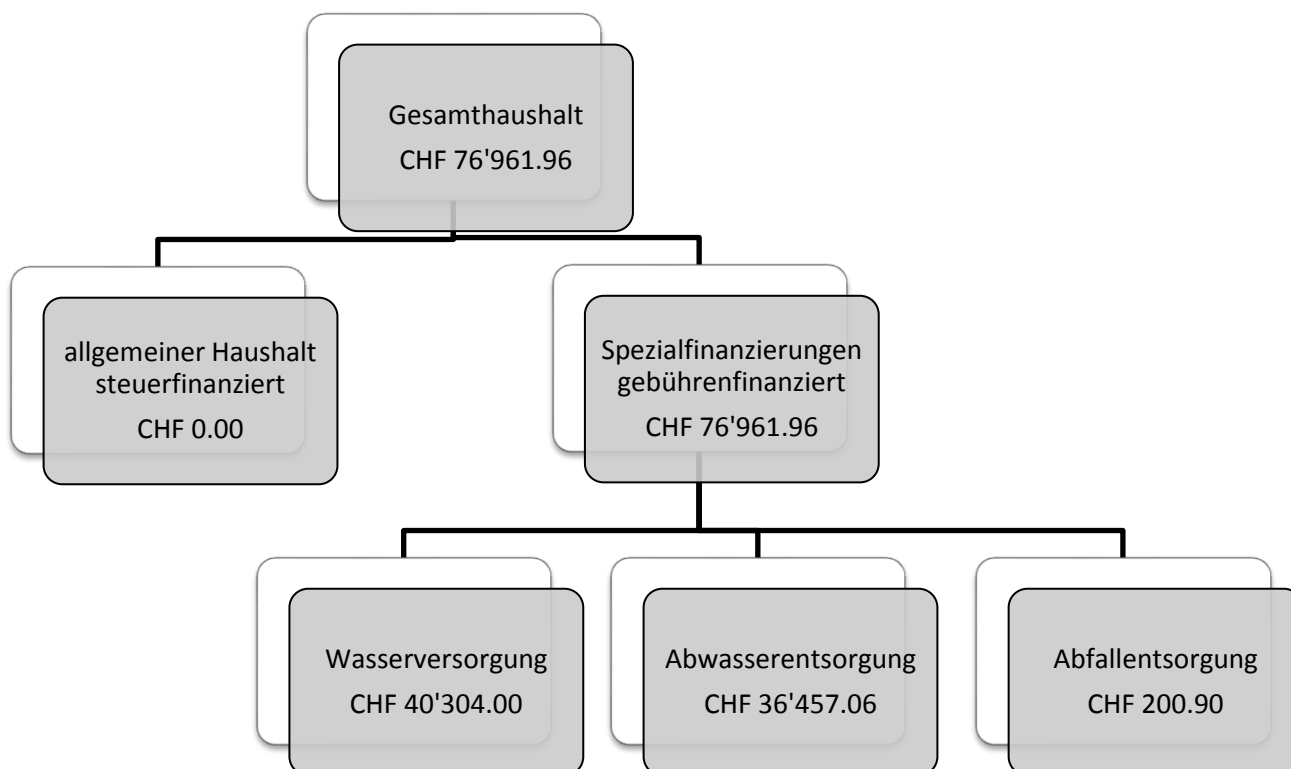 Gesamthaushalt
CHF 76'961.96
allgemeiner Haushalt
steuerfinanziert
CHF 0.00
Spezialfinanzierungen
gebührenfinanziert
CHF 76'961.96
Wasserversorgung
CHF 40'304.00
Abwasserentsorgung
CHF 36'457.06
Abfallentsorgung
CHF 200.90